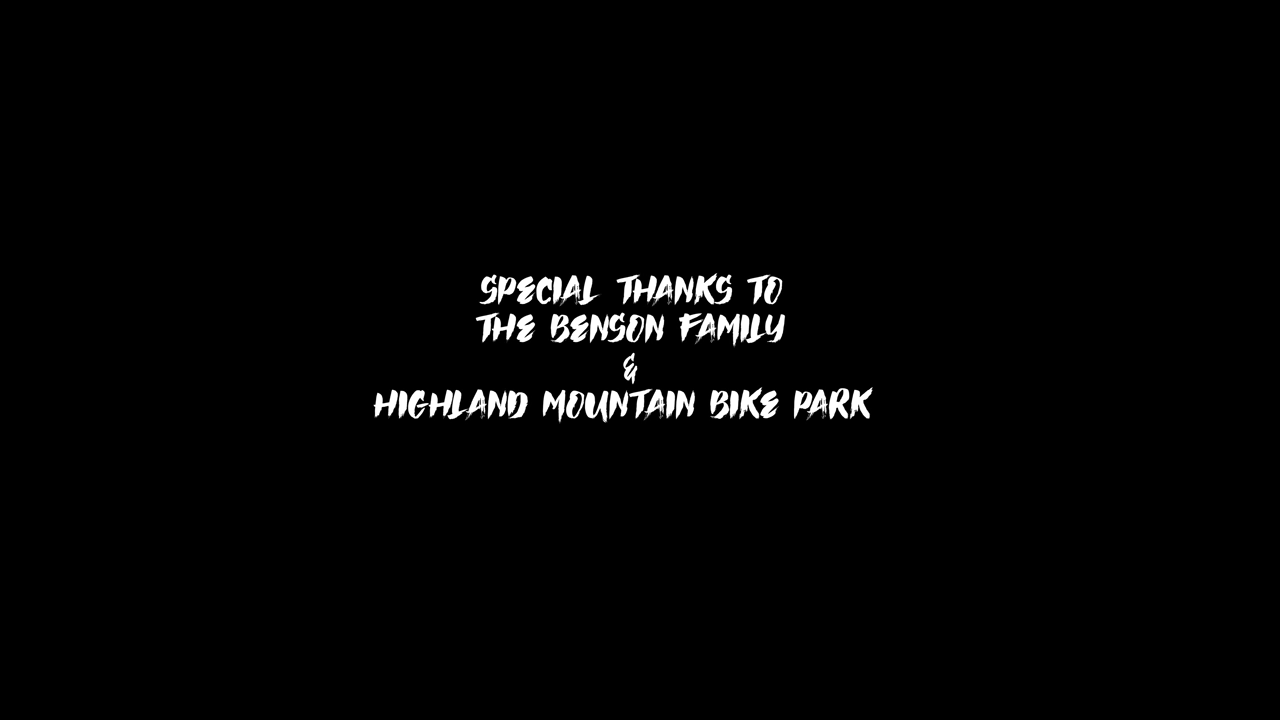 SPECIAL THANKS TO
THE BENSON FAMILY
&
HIGHLAND MOUNTAIN BIKE PARK